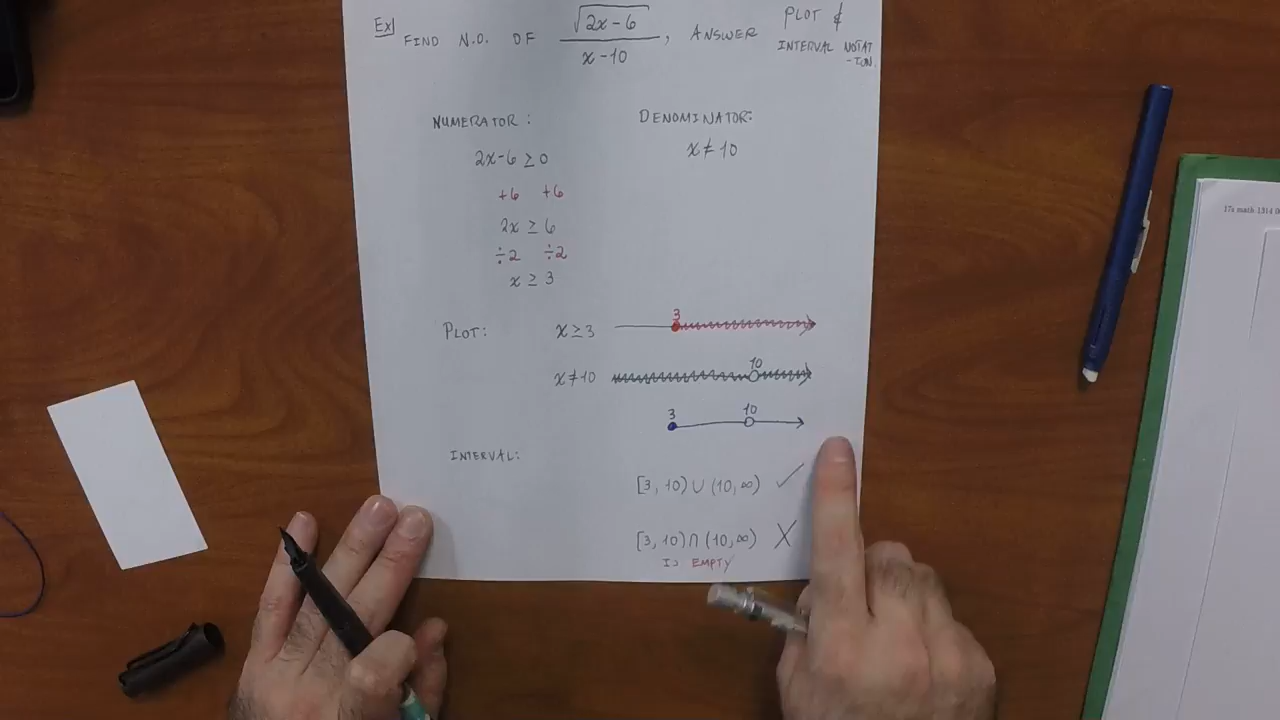 Ex] FIND N.D. OF √(2x-6) / (x-10), ANSWER PLOT &
INTERVAL NOTAT
-ION.
NUMERATOR:
2x-6 ≥ 0
+6 +6
2x ≥ 6
÷2 ÷2
x ≥ 3
DENOMINATOR:
x ≠ 10
PLOT: x ≥ 3
3
x ≠ 10
10
3 10
INTERVAL:
[3, 10) ∪ (10, ∞) ✓
[3, 10) ∩ (10, ∞) X
IS EMPTY